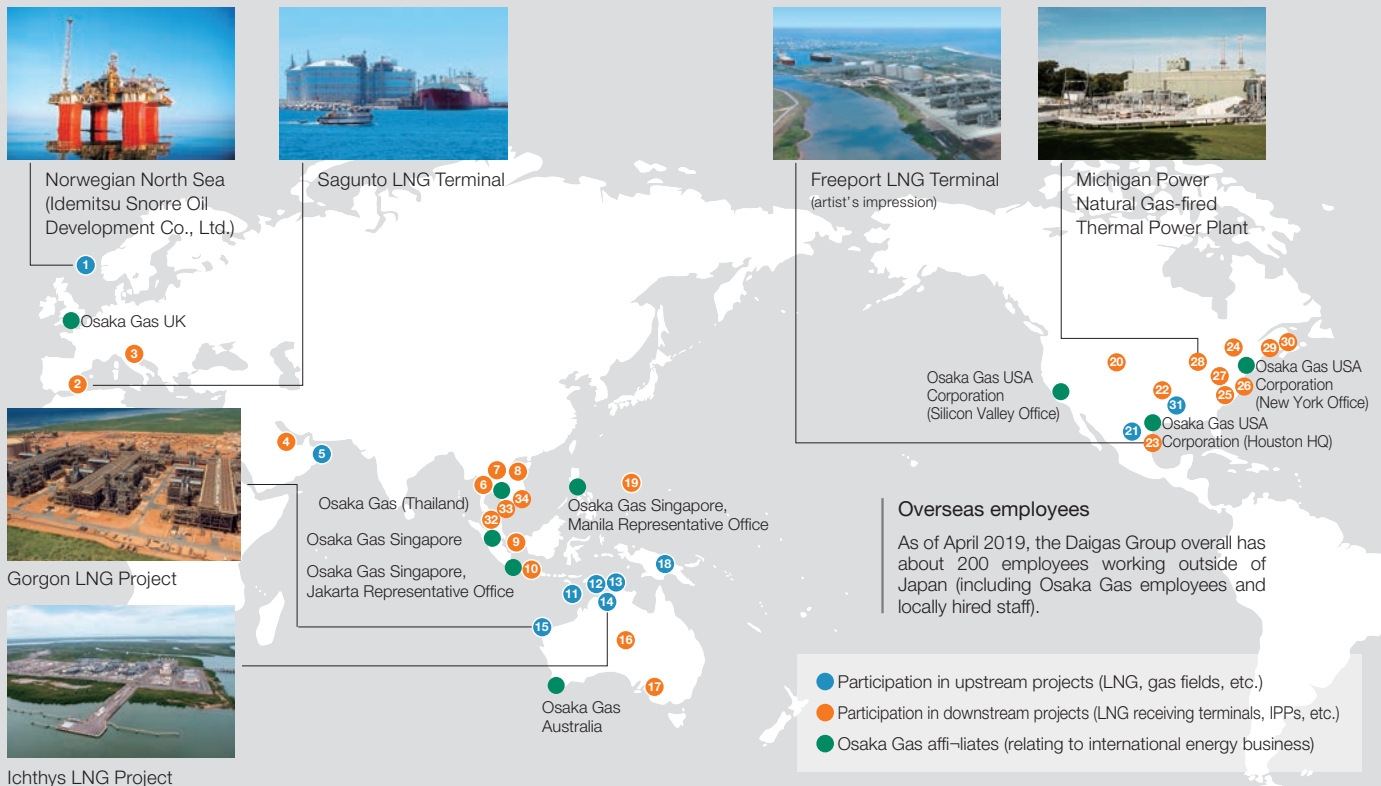 Norwegian North Sea
(Idemitsu Snorre Oil
Development Co., Ltd.)
Sagunto LNG Terminal
Freeport LNG Terminal
(artist's impression)
Michigan Power
Natural Gas-fired
Thermal Power Plant
1
Osaka Gas UK
3
2
4
5
Gorgon LNG Project
Ichthys LNG Project
7
8
6
Osaka Gas (Thailand)
34
33
32
Osaka Gas Singapore
9
Osaka Gas Singapore,
Jakarta Representative Office
10
19
Osaka Gas Singapore,
Manila Representative Office
18
11
12
13
14
15
16
17
Osaka Gas
Australia
20
28
24
29
30
27
22
26
25
31
21
23
Osaka Gas USA
Corporation
(Silicon Valley Office)
Osaka Gas USA
Corporation
(New York Office)
Osaka Gas USA
Corporation (Houston HQ)
Overseas employees
As of April 2019, the Daigas Group overall has
about 200 employees working outside of
Japan (including Osaka Gas employees and
locally hired staff).
Participation in upstream projects (LNG, gas fields, etc.)
Participation in downstream projects (LNG receiving terminals, IPPs, etc.)
Osaka Gas affi¬liates (relating to international energy business)